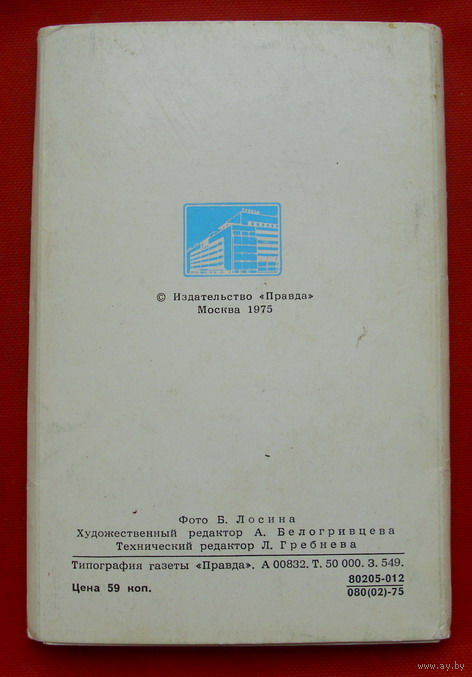 © Издательство «Правда»
Москва 1975
Фото Б. Лосина
Художественный редактор А. Белогривцева
Технический редактор Л. Гребнева
Типография газеты «Правда». А 00832. Т. 50 000. З. 549.
Цена 59 коп.
80205-012
080(02)-75
www.ay.by